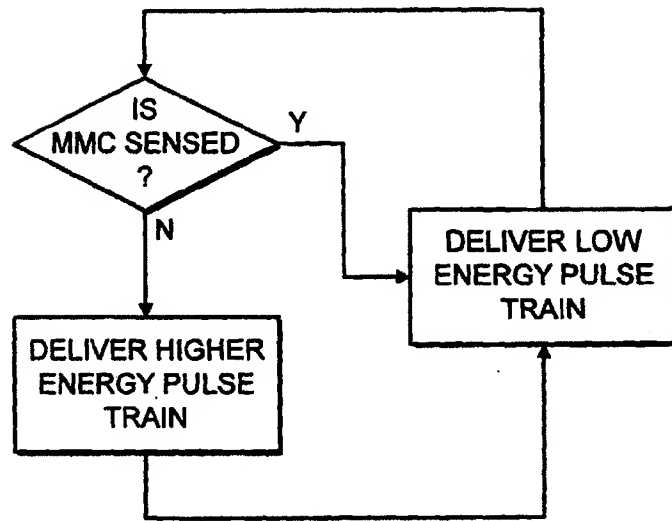 IS
MMC SENSED
?
Y
N
DELIVER LOW
ENERGY PULSE
TRAIN
DELIVER HIGHER
ENERGY PULSE
TRAIN